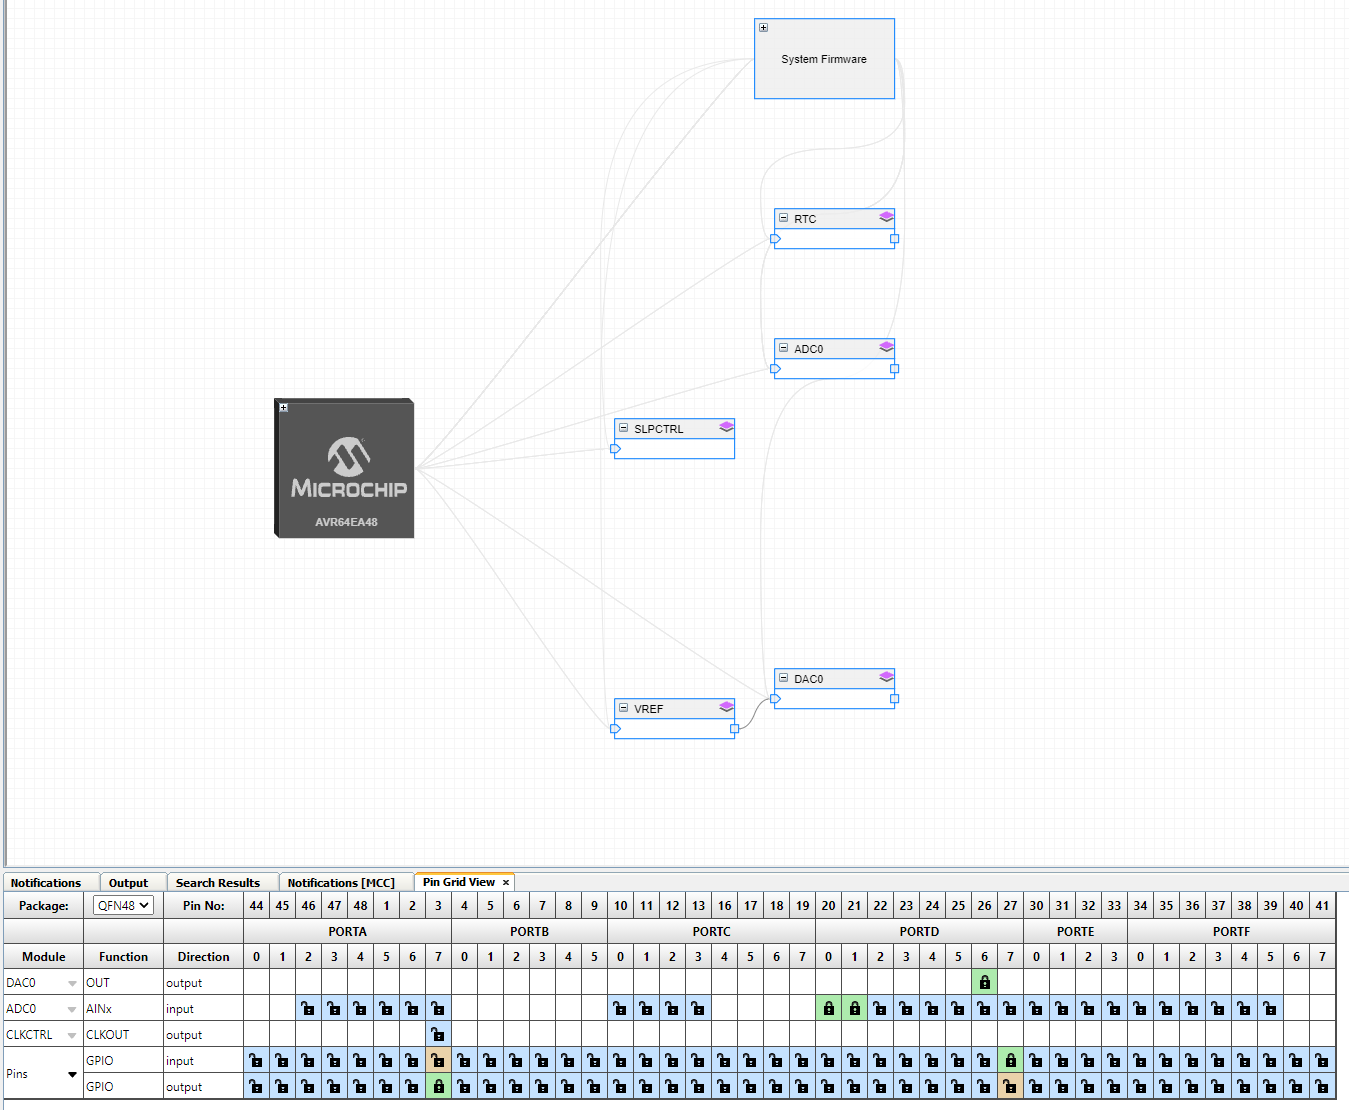 System Firmware
RTC
ADC0
SLPCTRL
MICROCHIP
AVR64EA48
DAC0
VREF
Notifications Output Search Results Notifications [MCC] Pin Grid View ×
Package: QFN48 Pin No: 44 45 46 47 48 1 2 3 4 5 6 7 8 9 10 11 12 13 16 17 18 19 20 21 22 23 24 25 26 27 30 31 32 33 34 35 36 37 38 39 40 41
PORTA PORTB PORTC PORTD PORTE PORTF
Module Function Direction 0 1 2 3 4 5 6 7 0 1 2 3 4 5 0 1 2 3 4 5 6 7 0 1 2 3 4 5 6 7 0 1 2 3 0 1 2 3 4 5 6 7
DAC0 OUT output
ADC0 AINx input
CLKCTRL CLKOUT output
Pins GPIO input
GPIO output